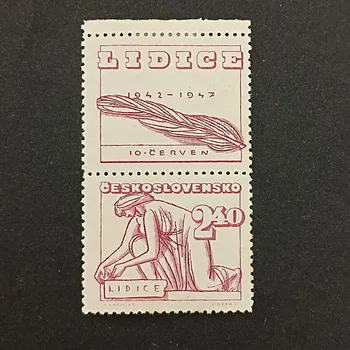 LIDICE
1942-1947
10·ČERVEN
ČESKOSLOVENSKO
2.40
LIDICE